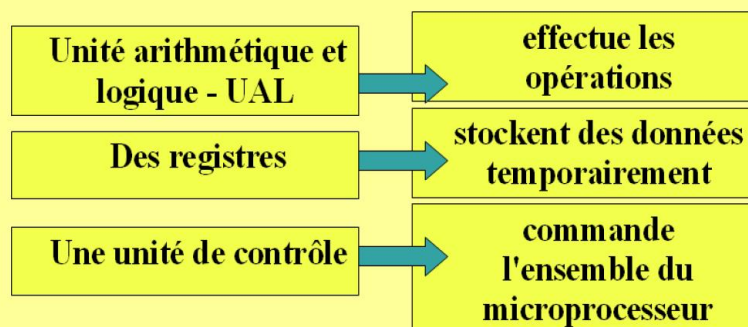 Unité arithmétique et
logique - UAL
effectue les
opérations
Des registres
stockent des données
temporairement
Une unité de contrôle
commande
l'ensemble du
microprocesseur